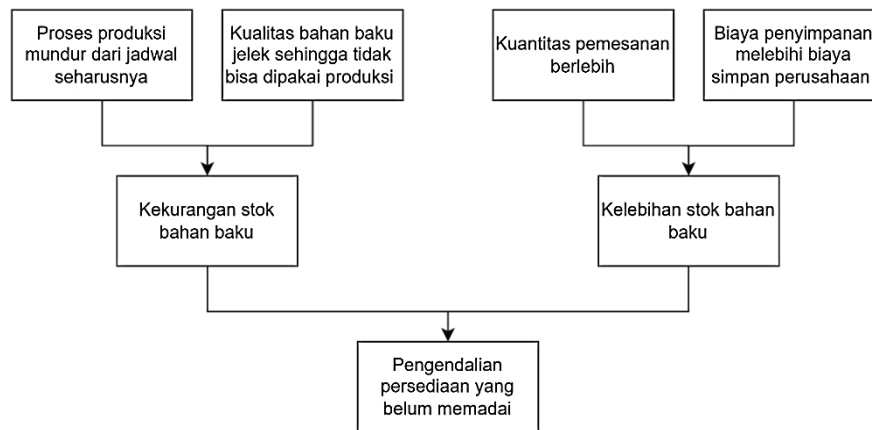 Proses produksi
mundur dari jadwal
seharusnya
Kualitas bahan baku
jelek sehingga tidak
bisa dipakai produksi
Kuantitas pemesanan
berlebih
Biaya penyimpanan
melebihi biaya
simpan perusahaan
Kekurangan stok
bahan baku
Kelebihan stok bahan
baku
Pengendalian
persediaan yang
belum memadai